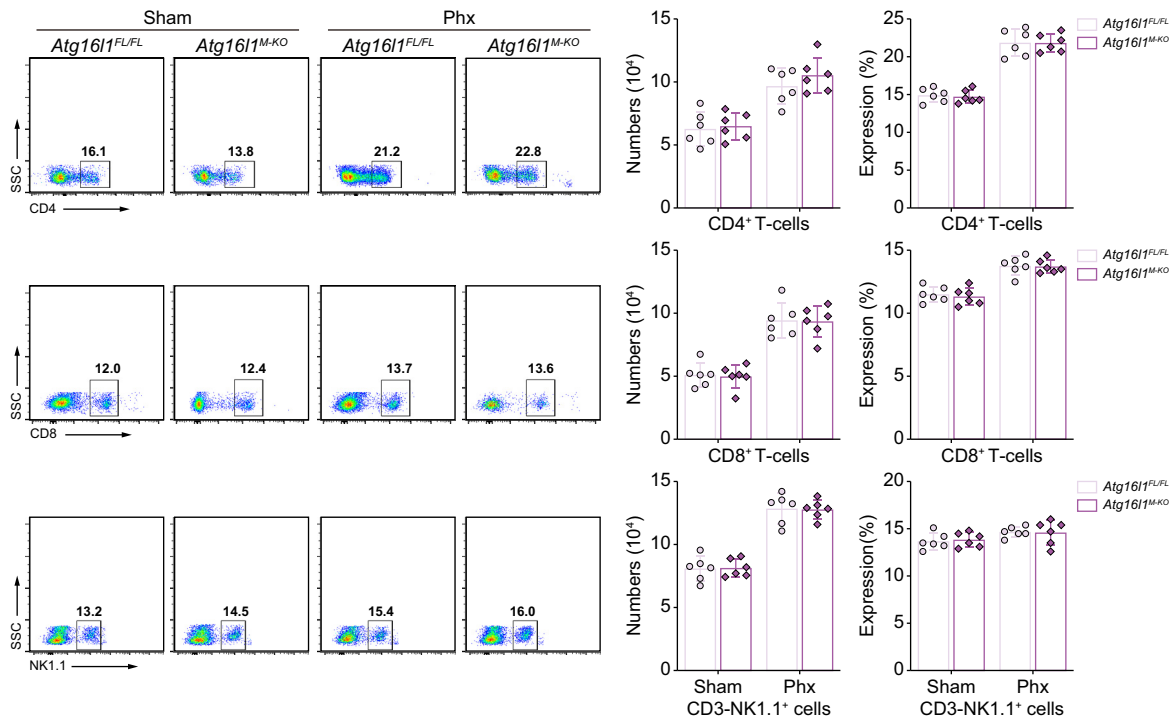 Sham Phx
Atg16l1FL/FL Atg16l1M-KO Atg16l1FL/FL Atg16l1M-KO
SSC
16.1 13.8 21.2 22.8
CD4
Numbers (10⁴)
15
10
5
0
CD4⁺ T-cells
Expression (%)
25
20
15
10
5
0
CD4⁺ T-cells
Atg16l1FL/FL
Atg16l1M-KO
SSC
12.0 12.4 13.7 13.6
CD8
Numbers (10⁴)
15
10
5
0
CD8⁺ T-cells
Expression (%)
15
10
5
0
CD8⁺ T-cells
Atg16l1FL/FL
Atg16l1M-KO
SSC
13.2 14.5 15.4 16.0
NK1.1
Numbers (10⁴)
15
10
5
0
Sham Phx
CD3-NK1.1⁺ cells
Expression(%)
20
15
10
5
0
Sham Phx
CD3-NK1.1⁺ cells
Atg16l1FL/FL
Atg16l1M-KO